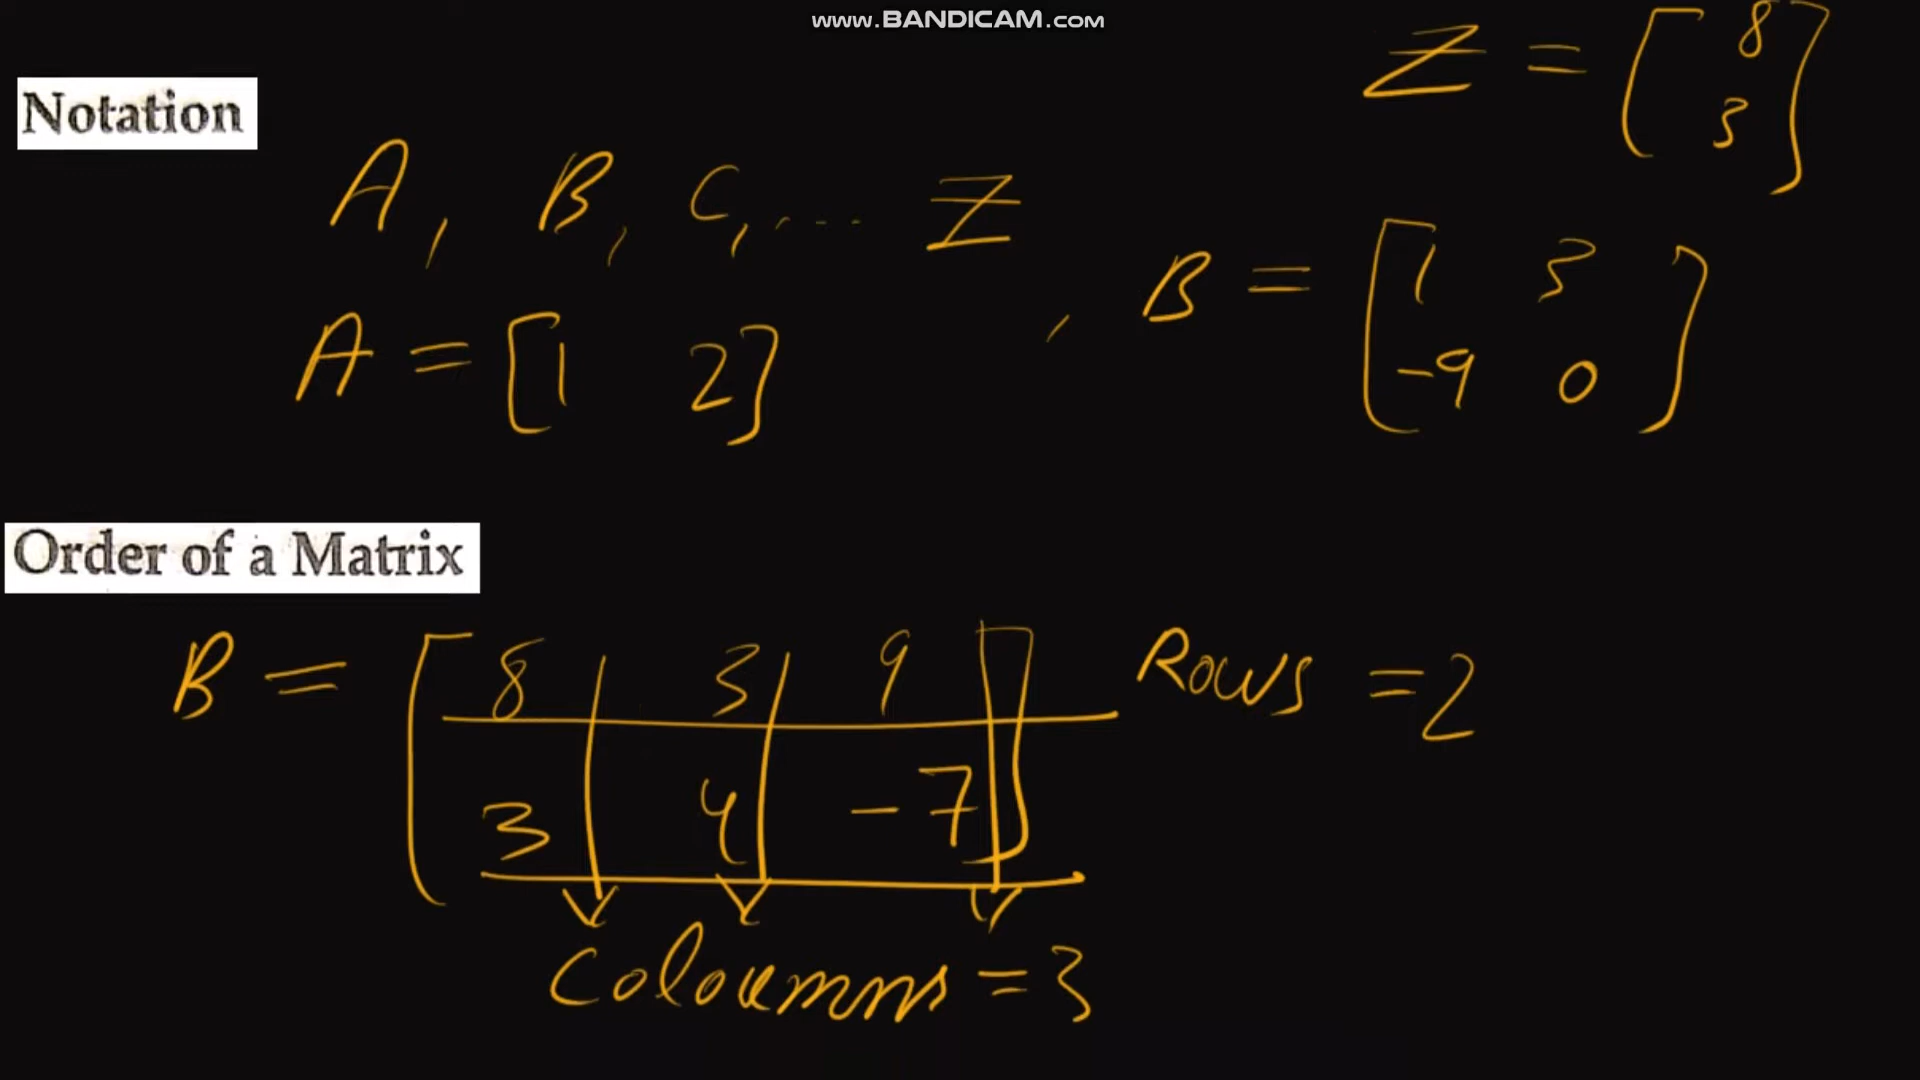 www.BANDICAM.com
Z = [ 8
3 ]
Notation
A, B, C, ... Z
A = [1 2] , B = [ 1 3
-9 0 ]
Order of a Matrix
B = [ 8 3 9 Rows = 2
3 4 -7 ]
Coloumns = 3